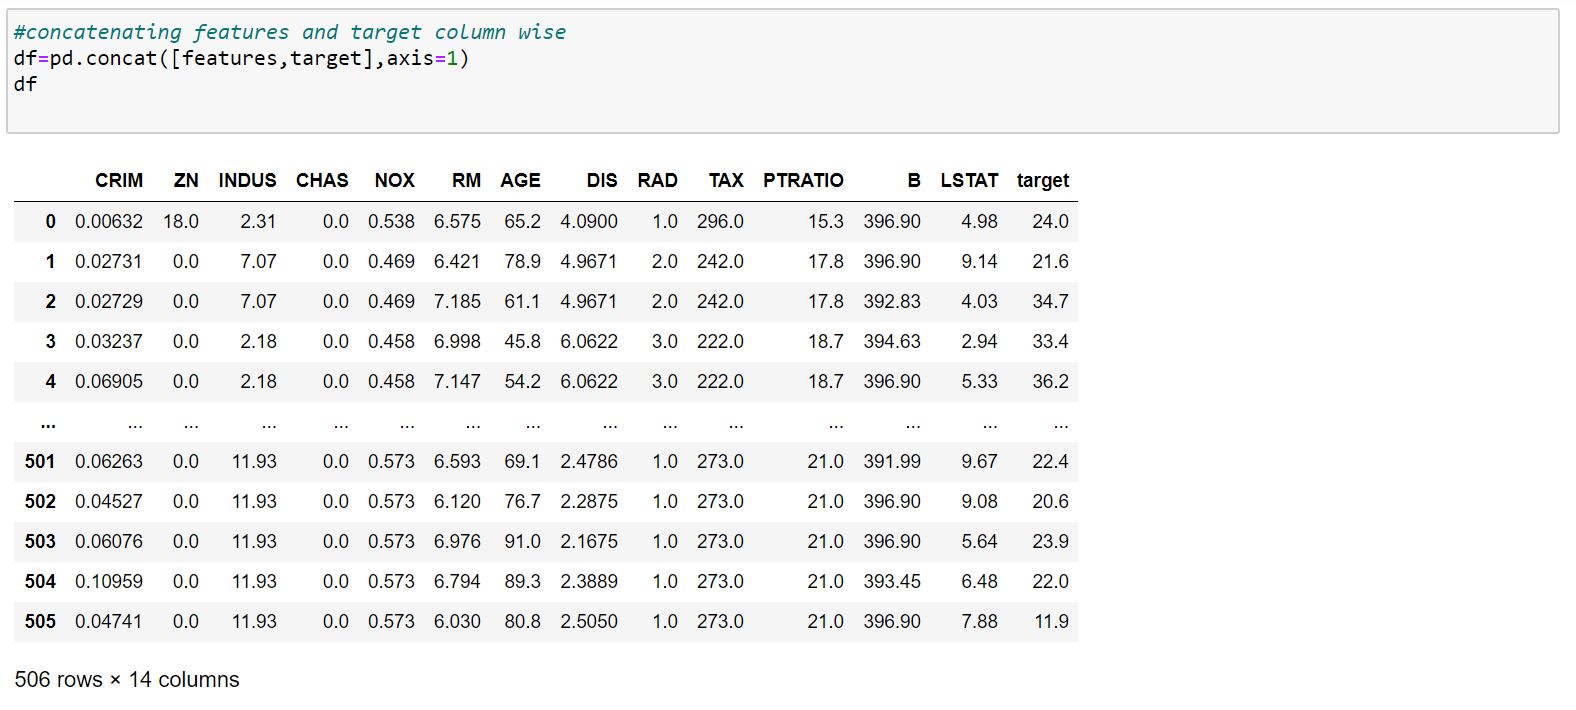 #concatenating features and target column wise
df=pd.concat([features,target],axis=1)
df
CRIM ZN INDUS CHAS NOX RM AGE DIS RAD TAX PTRATIO B LSTAT target
0 0.00632 18.0 2.31 0.0 0.538 6.575 65.2 4.0900 1.0 296.0 15.3 396.90 4.98 24.0
1 0.02731 0.0 7.07 0.0 0.469 6.421 78.9 4.9671 2.0 242.0 17.8 396.90 9.14 21.6
2 0.02729 0.0 7.07 0.0 0.469 7.185 61.1 4.9671 2.0 242.0 17.8 392.83 4.03 34.7
3 0.03237 0.0 2.18 0.0 0.458 6.998 45.8 6.0622 3.0 222.0 18.7 394.63 2.94 33.4
4 0.06905 0.0 2.18 0.0 0.458 7.147 54.2 6.0622 3.0 222.0 18.7 396.90 5.33 36.2
... ... ... ... ... ... ... ... ... ... ... ... ... ... ...
501 0.06263 0.0 11.93 0.0 0.573 6.593 69.1 2.4786 1.0 273.0 21.0 391.99 9.67 22.4
502 0.04527 0.0 11.93 0.0 0.573 6.120 76.7 2.2875 1.0 273.0 21.0 396.90 9.08 20.6
503 0.06076 0.0 11.93 0.0 0.573 6.976 91.0 2.1675 1.0 273.0 21.0 396.90 5.64 23.9
504 0.10959 0.0 11.93 0.0 0.573 6.794 89.3 2.3889 1.0 273.0 21.0 393.45 6.48 22.0
505 0.04741 0.0 11.93 0.0 0.573 6.030 80.8 2.5050 1.0 273.0 21.0 396.90 7.88 11.9
506 rows × 14 columns